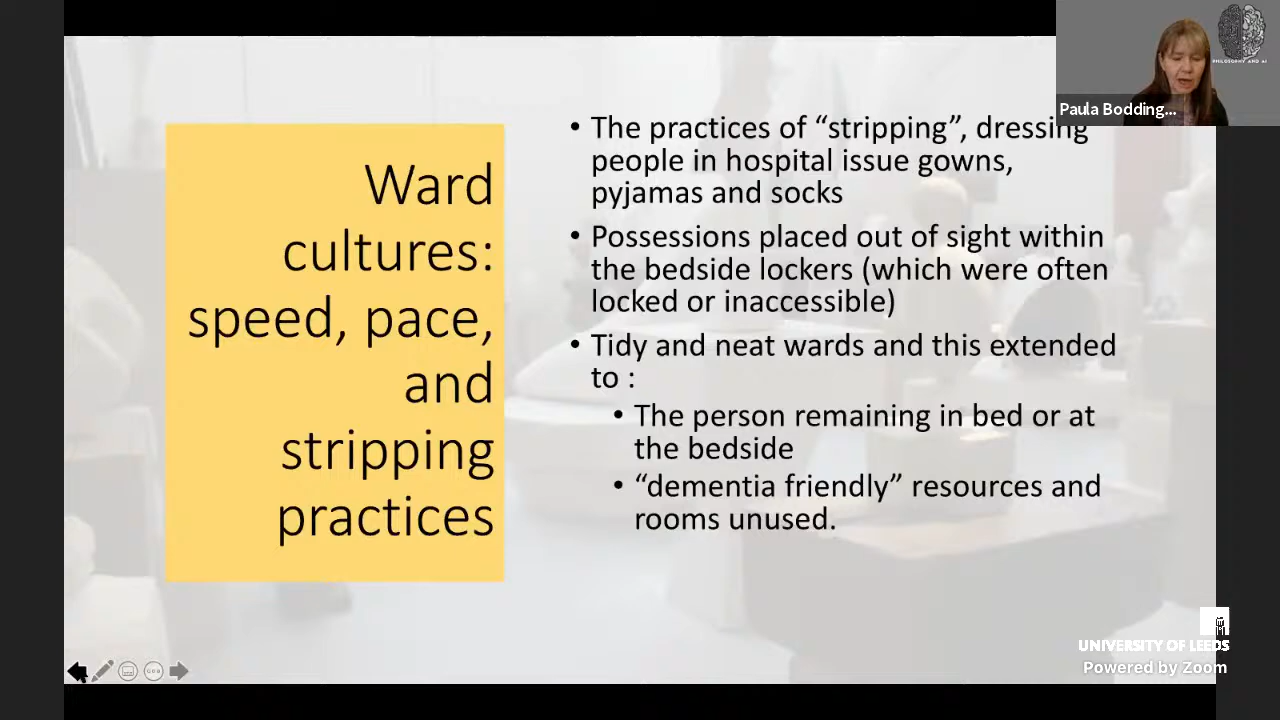 Ward
cultures:
speed, pace,
and
stripping
practices
• The practices of “stripping”, dressing
people in hospital issue gowns,
pyjamas and socks
• Possessions placed out of sight within
the bedside lockers (which were often
locked or inaccessible)
• Tidy and neat wards and this extended
to :
• The person remaining in bed or at
the bedside
• “dementia friendly” resources and
rooms unused.
PHILOSOPHY AND AI
Paula Bodding...
UNIVERSITY OF LEEDS
Powered by Zoom